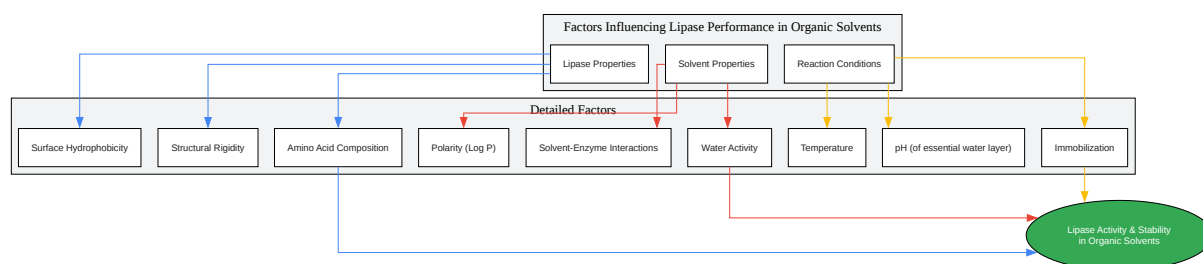 Factors Influencing Lipase Performance in Organic Solvents
Lipase Properties
Solvent Properties
Reaction Conditions
Detailed Factors
Surface Hydrophobicity
Structural Rigidity
Amino Acid Composition
Polarity (Log P)
Solvent-Enzyme Interactions
Water Activity
Temperature
pH (of essential water layer)
Immobilization
Lipase Activity & Stability
in Organic Solvents